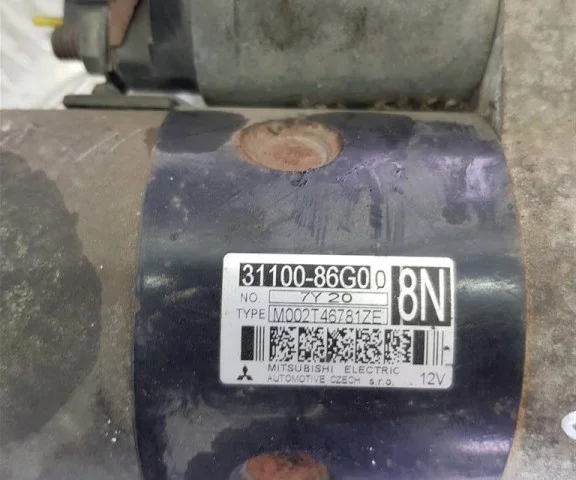 31100-86G00 8N
NO. 7Y20
TYPE M002T46781ZE
MITSUBISHI ELECTRIC
AUTOMOTIVE CZECH s.r.o. 12V